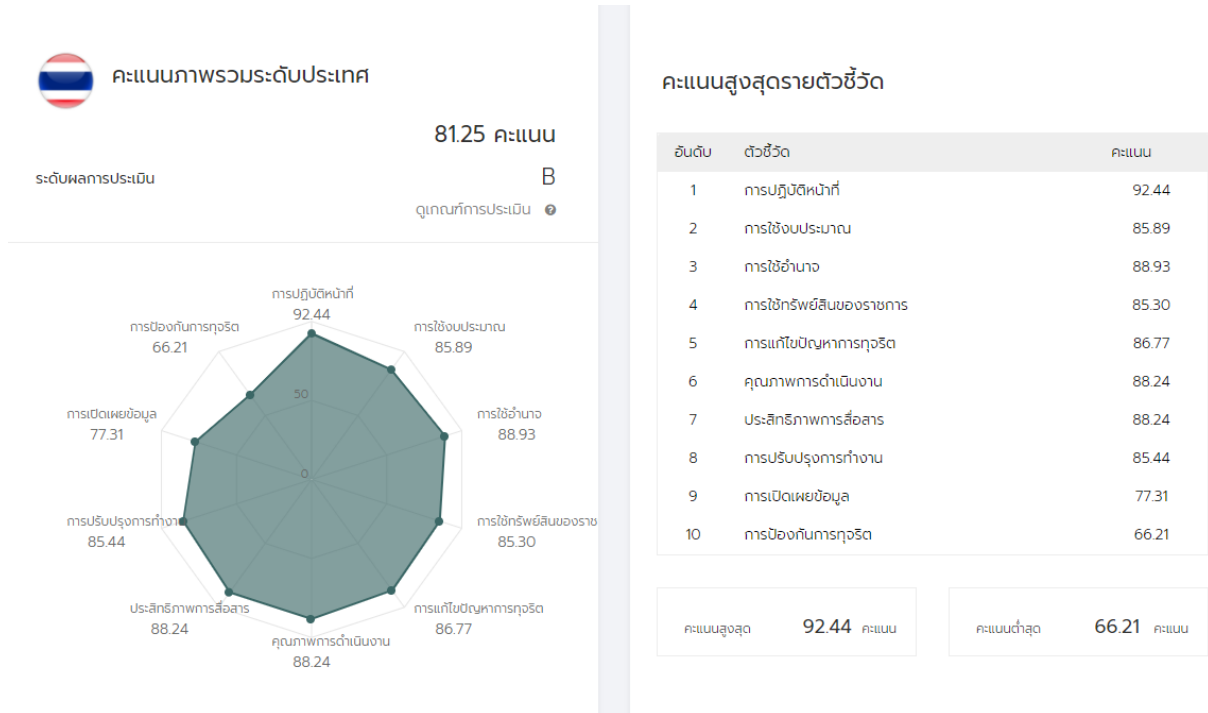 คะแนนภาพรวมระดับประเทศ
81.25 คะแนน
ระดับผลการประเมิน B
ดูเกณฑ์การประเมิน ?
การปฏิบัติหน้าที่
92.44
การใช้งบประมาณ
85.89
การใช้อำนาจ
88.93
การใช้ทรัพย์สินของราช
85.30
การแก้ไขปัญหาการทุจริต
86.77
คุณภาพการดำเนินงาน
88.24
ประสิทธิภาพการสื่อสาร
88.24
การปรับปรุงการทำงาน
85.44
การเปิดเผยข้อมูล
77.31
การป้องกันการทุจริต
66.21
50
0
คะแนนสูงสุดรายตัวชี้วัด
อันดับ ตัวชี้วัด คะแนน
1 การปฏิบัติหน้าที่ 92.44
2 การใช้งบประมาณ 85.89
3 การใช้อำนาจ 88.93
4 การใช้ทรัพย์สินของราชการ 85.30
5 การแก้ไขปัญหาการทุจริต 86.77
6 คุณภาพการดำเนินงาน 88.24
7 ประสิทธิภาพการสื่อสาร 88.24
8 การปรับปรุงการทำงาน 85.44
9 การเปิดเผยข้อมูล 77.31
10 การป้องกันการทุจริต 66.21
คะแนนสูงสุด 92.44 คะแนน
คะแนนต่ำสุด 66.21 คะแนน